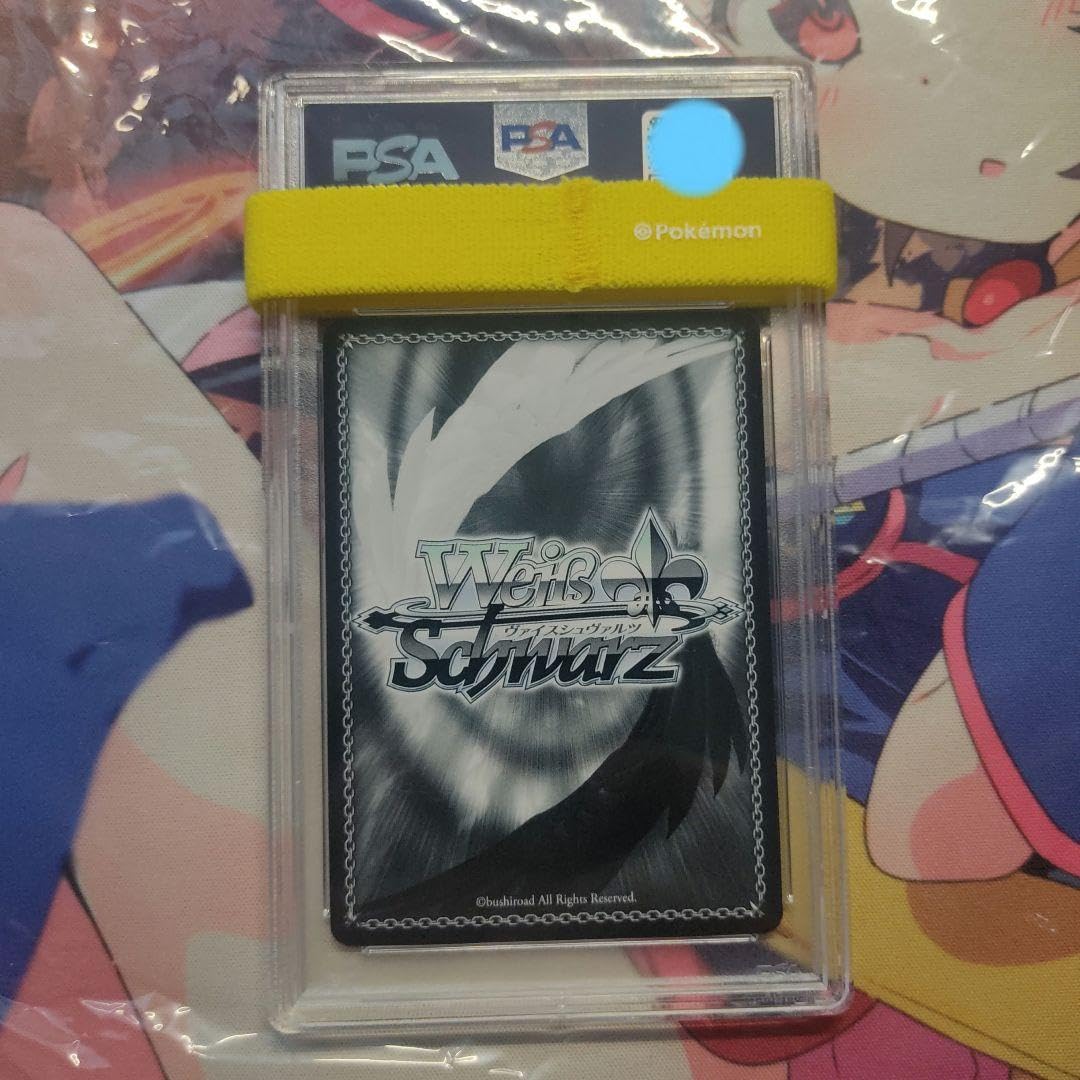 PSA
PSA
Pokémon
Weiß
ヴァイスシュヴァルツ
Schwarz
©bushiroad All Rights Reserved.